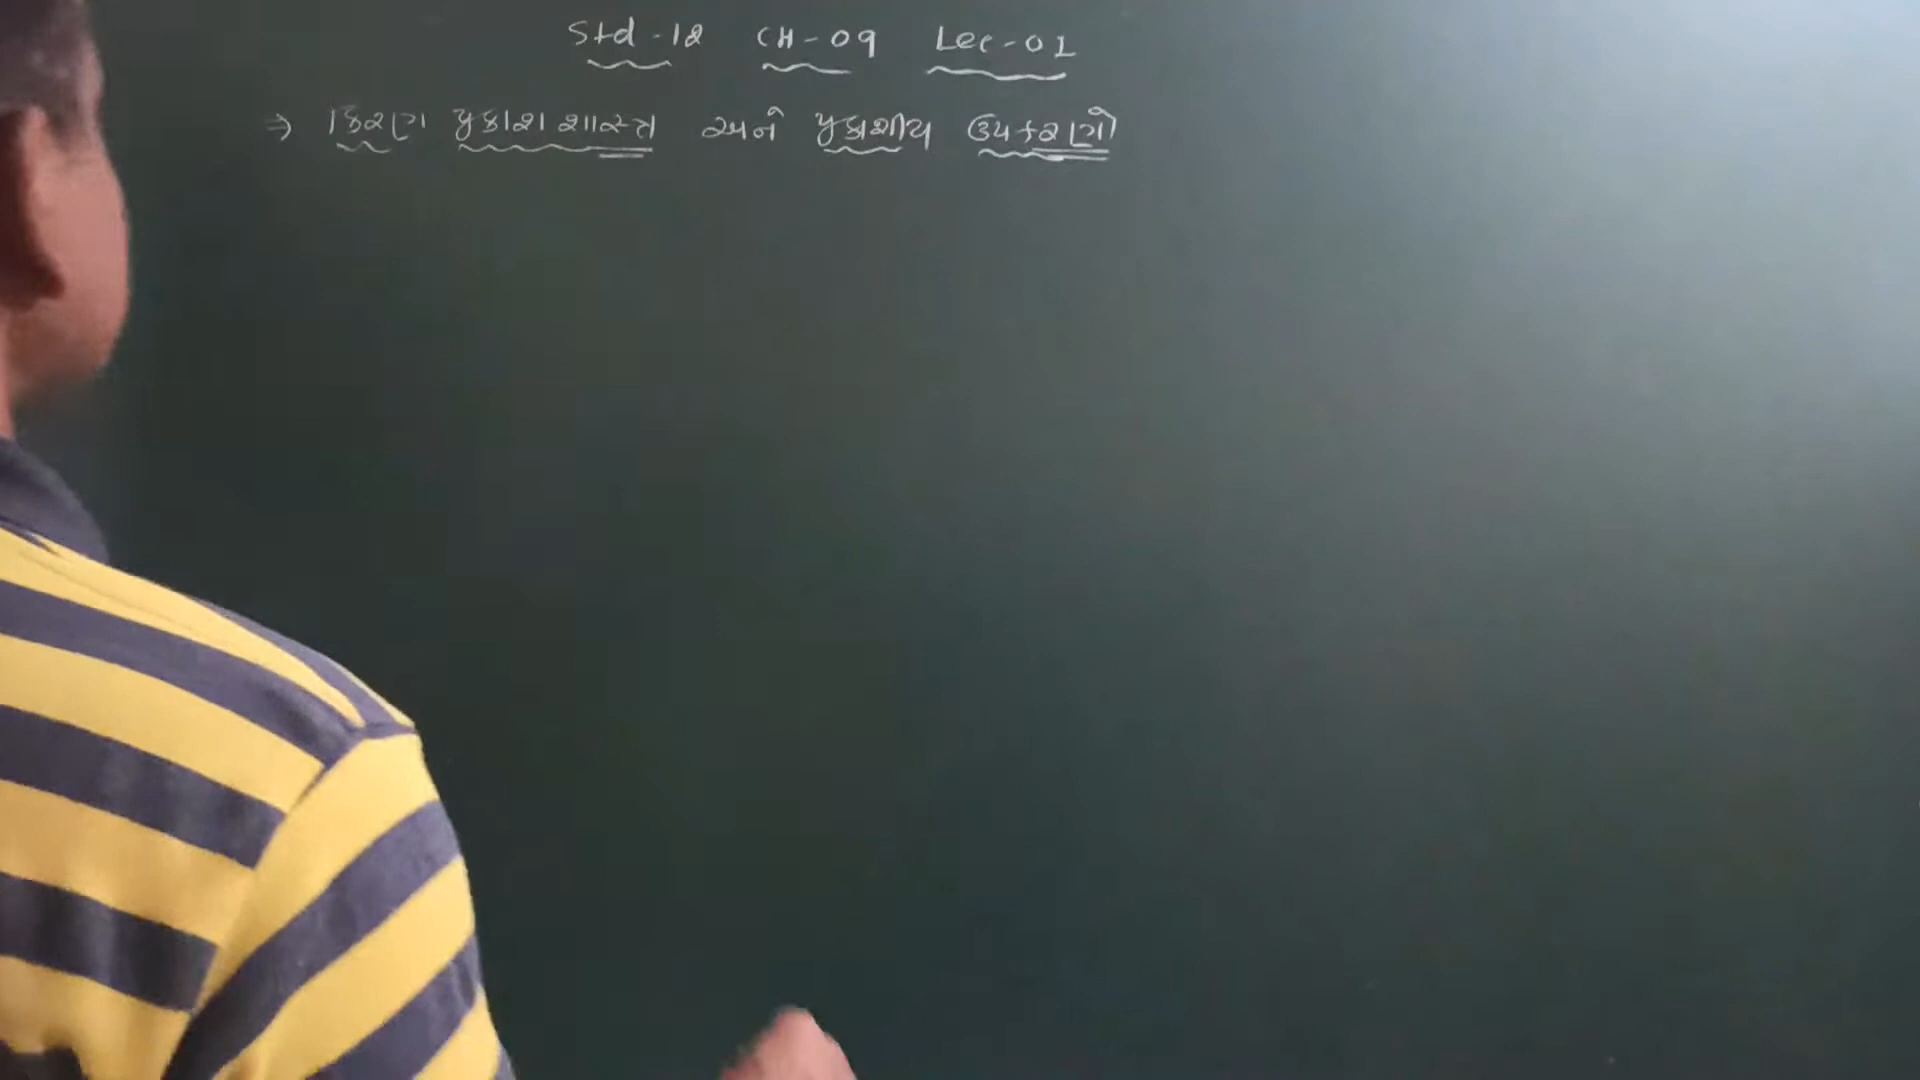 Std - 12 CH - 09 Lec - 01
⇒ કિરણ પ્રકાશશાસ્ત્ર અને પ્રકાશીય ઉપકરણો